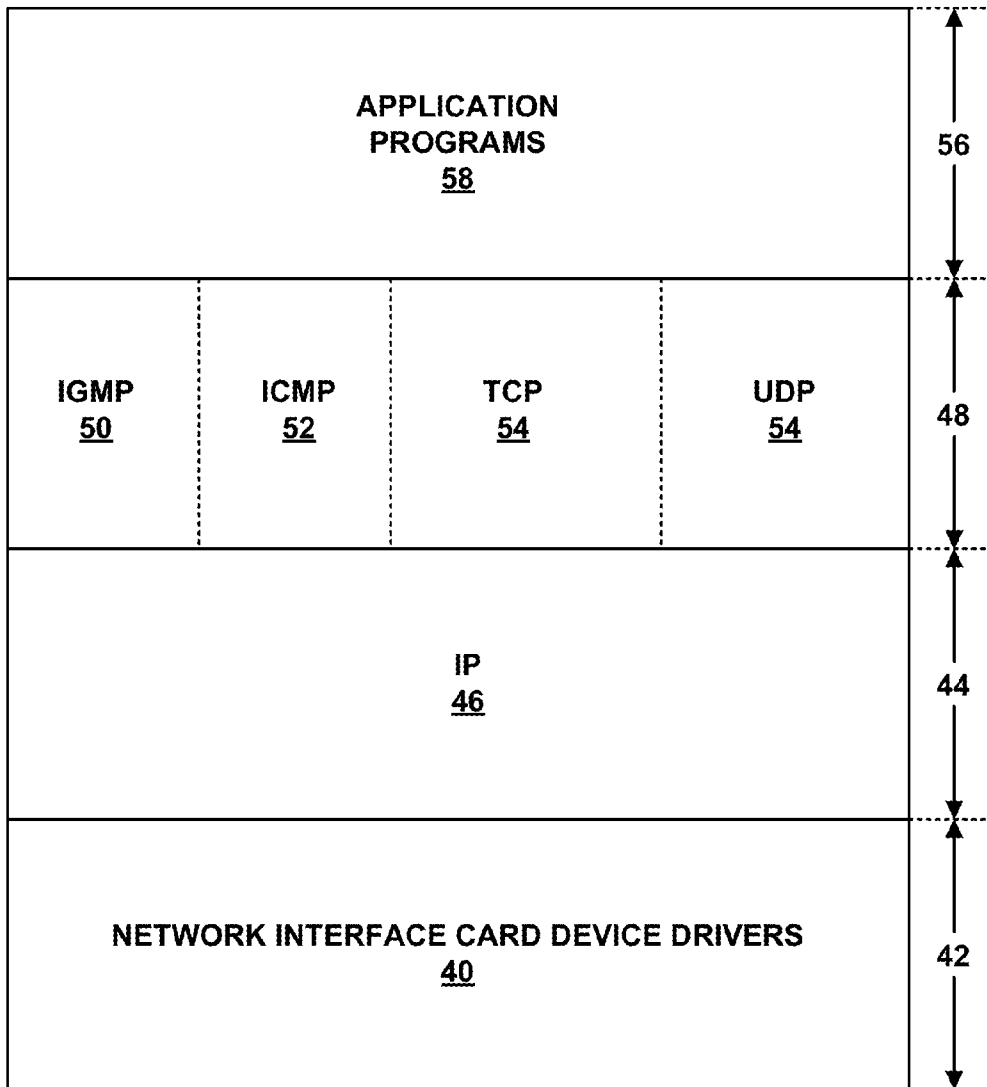 APPLICATION
PROGRAMS
58
56
IGMP
50
ICMP
52
TCP
54
UDP
54
48
IP
46
44
NETWORK INTERFACE CARD DEVICE DRIVERS
40
42